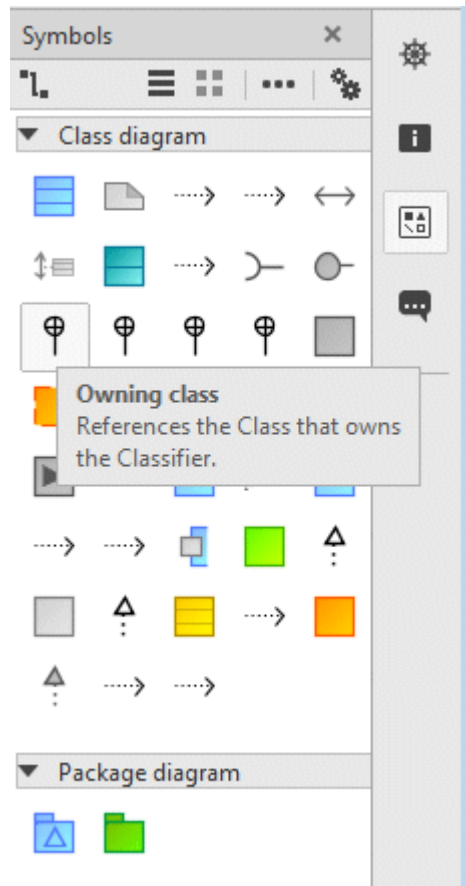 Symbols
Class diagram
Owning class
References the Class that owns
the Classifier.
Package diagram